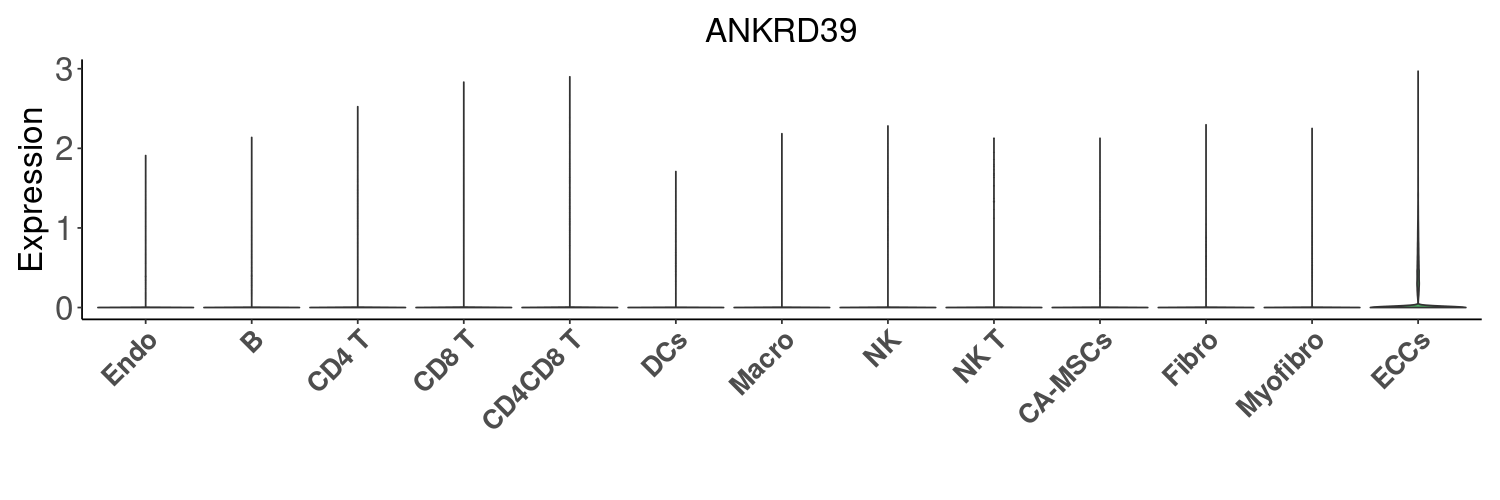 ANKRD39
Expression
3
2
1
0
Endo
B
CD4 T
CD8 T
CD4CD8 T
DCs
Macro
NK
NK T
CA-MSCs
Fibro
Myofibro
ECCs